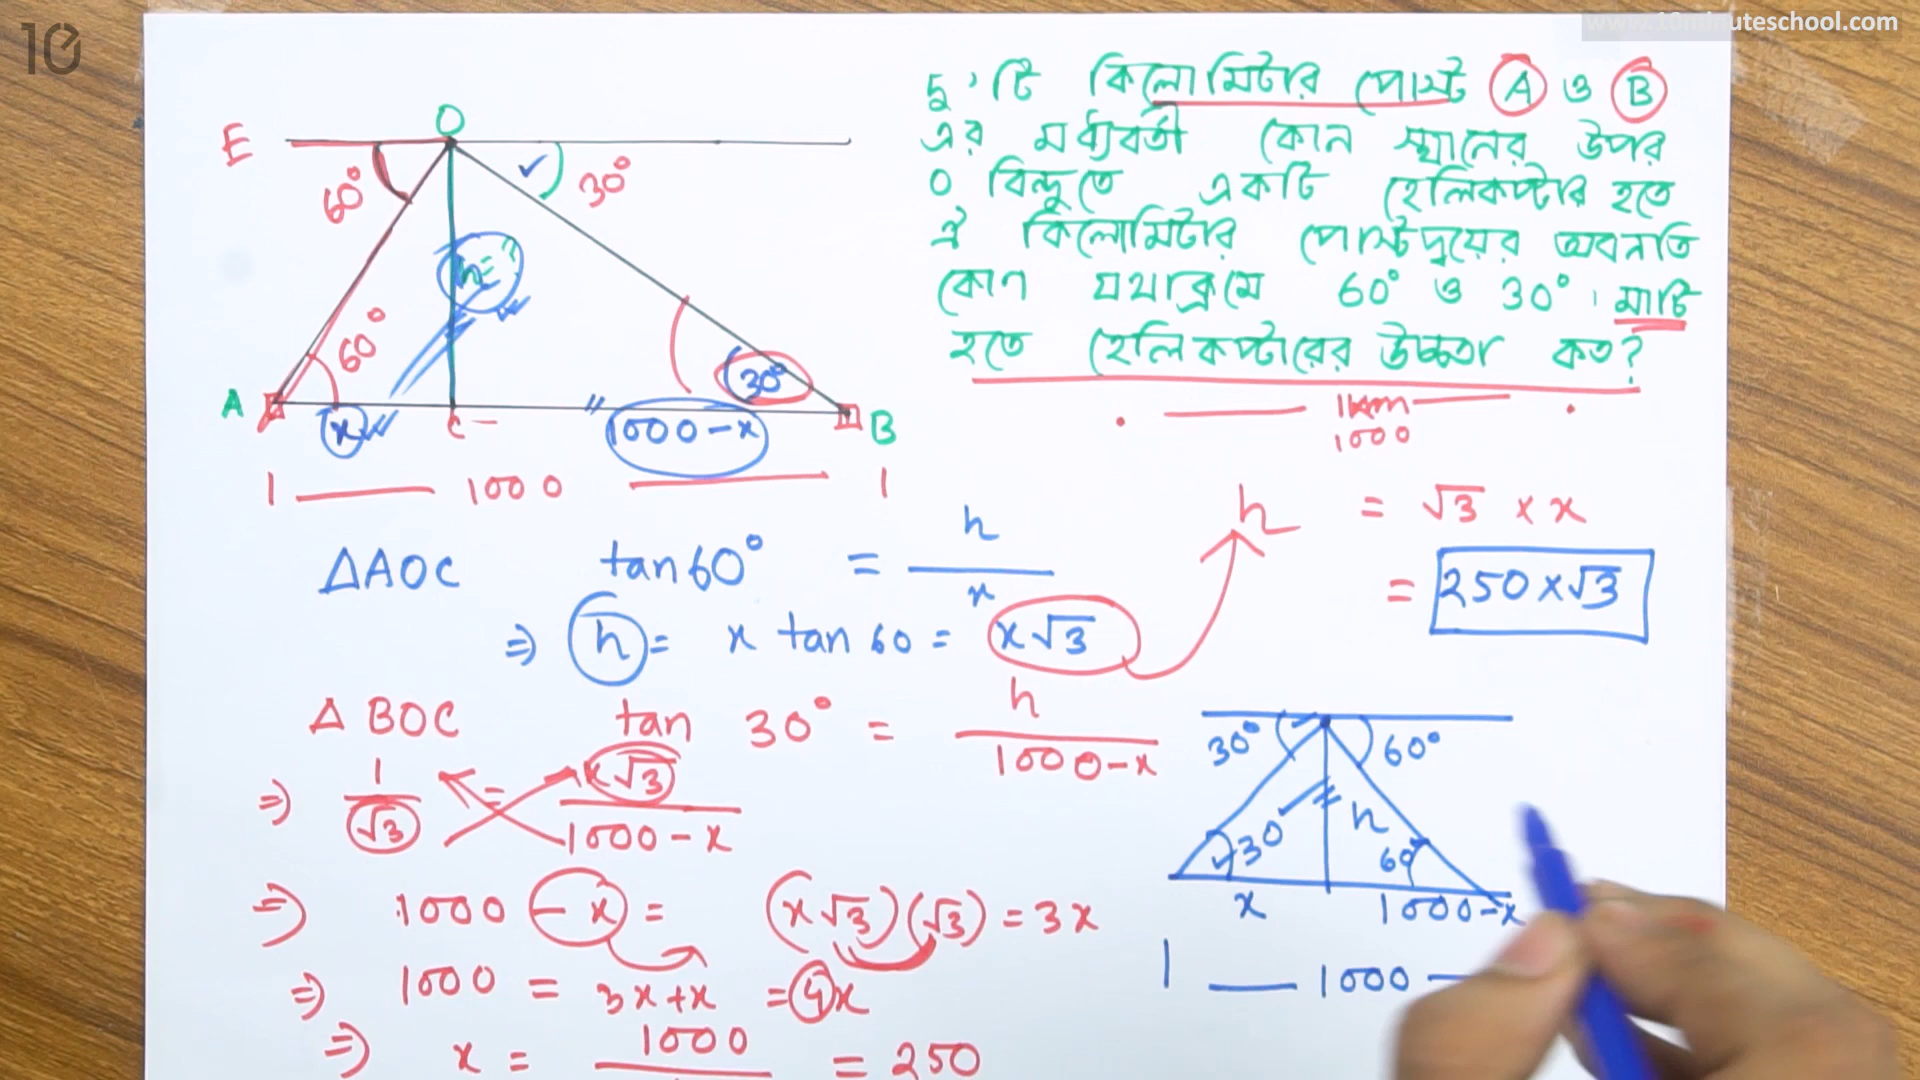 10
www.10minuteschool.com
দু'টি কিলোমিটার পোস্ট A ও B
এর মধ্যবর্তী কোন স্থানের উপর
O বিন্দুতে একটি হেলিকপ্টার হতে
ঐ কিলোমিটার পোস্টদ্বয়ের অবনতি
কোণ যথাক্রমে 60° ও 30°। মাটি
হতে হেলিকপ্টারের উচ্চতা কত?
1km
1000
E
O
60°
30°
h=?
60°
30°
A
x
C
1000-x
B
1000
ΔAOC tan60° = h/x
⇒ h = x tan 60 = x√3
ΔBOC tan 30° = h/1000-x
⇒ 1/√3 = x√3/1000-x
⇒ 1000 - x = (x√3)(√3) = 3x
⇒ 1000 = 3x+x = 4x
⇒ x = 1000 = 250
h = √3 × x
= 250×√3
30°
60°
30
h
60
x
1000-x
1000